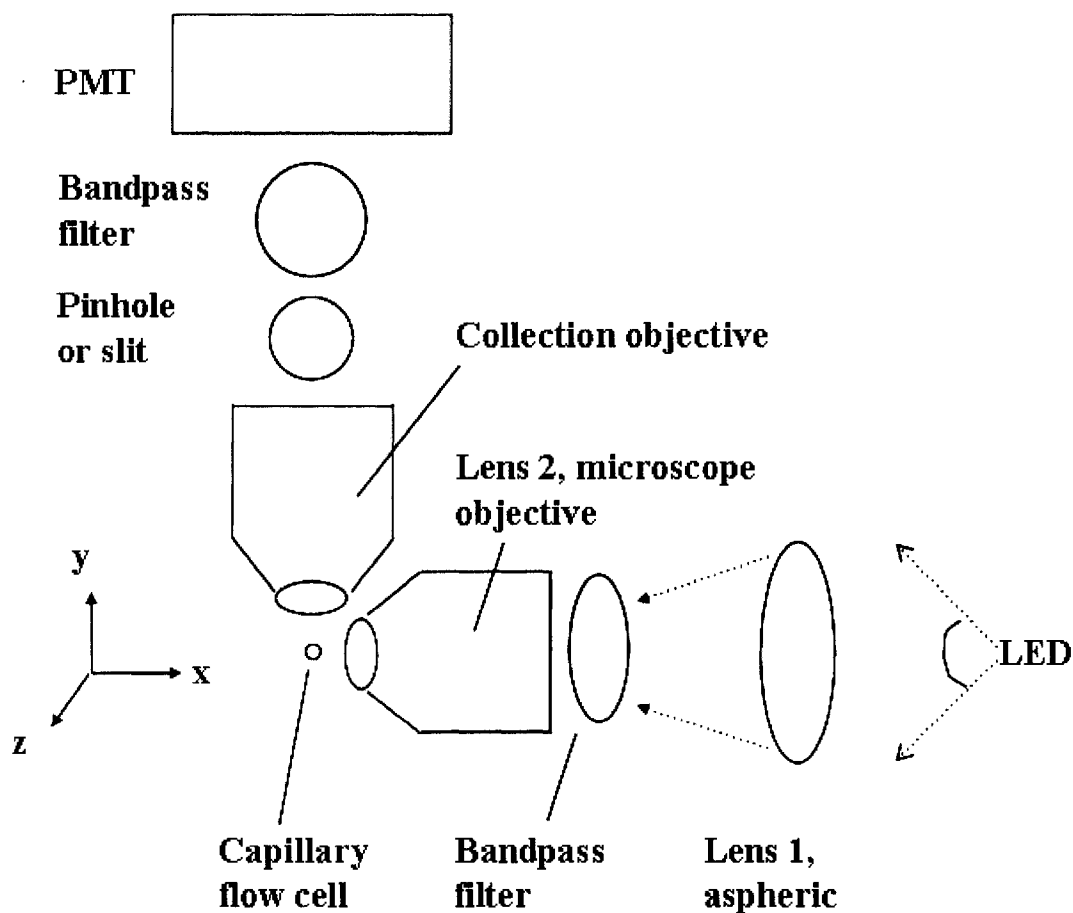 PMT
Bandpass
filter
Pinhole
or slit
Collection objective
Lens 2, microscope
objective
y
x
z
LED
Capillary
flow cell
Bandpass
filter
Lens 1,
aspheric